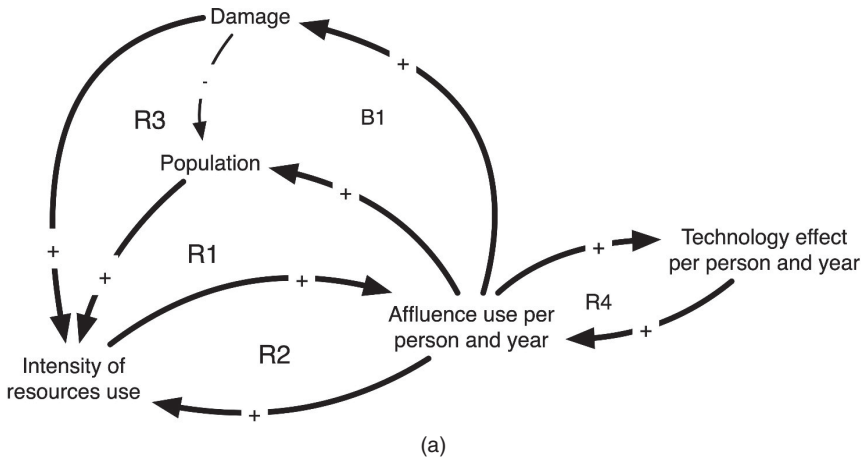 Damage
+
-
B1
R3
Population
+
+
Technology effect
per person and year
+
R1
+
+
Affluence use per
person and year
R4
+
Intensity of
resources use
R2
+
(a)